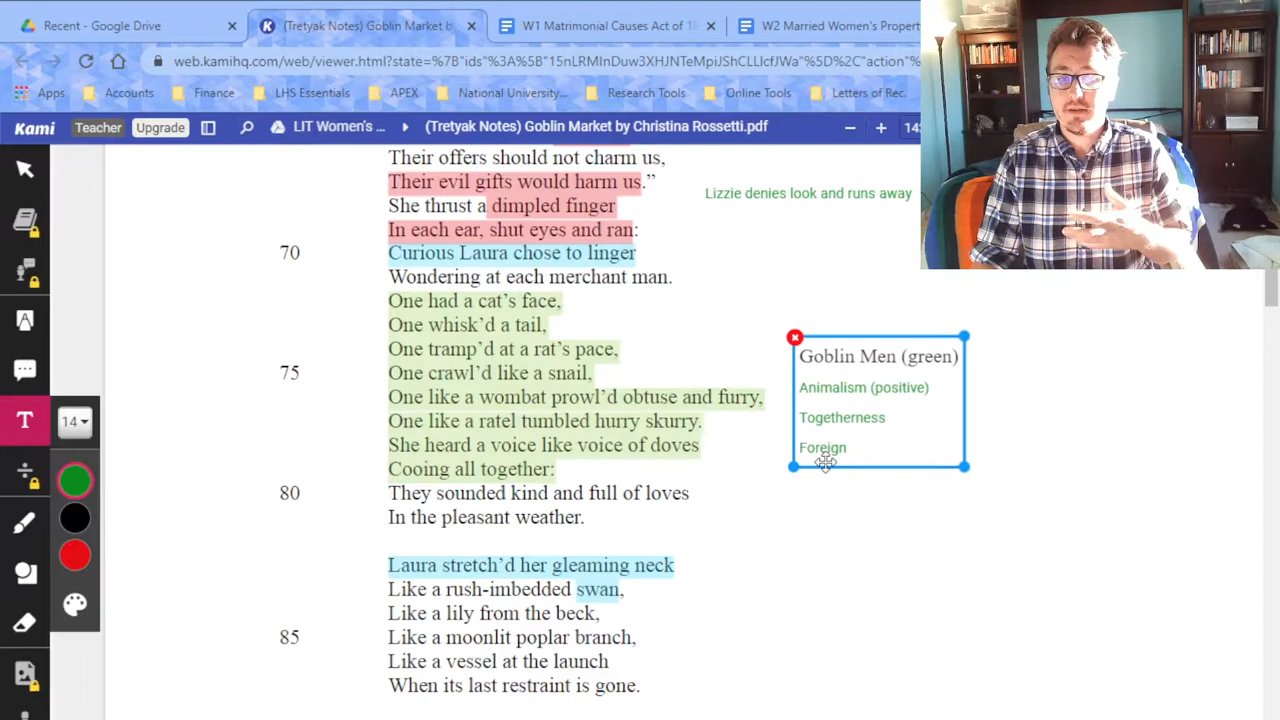 Recent - Google Drive
(Tretyak Notes) Goblin Market b
W1 Matrimonial Causes Act of 18
W2 Married Women's Property
web.kamihq.com/web/viewer.html?state=%7B"ids"%3A%5B"15nLRMInDuw3XHJNTeMpiJShCLLIcfJWa"%5D%2C"action"
Apps
Accounts
Finance
LHS Essentials
APEX
National University...
Research Tools
Online Tools
Letters of Rec.
Kami
Teacher
Upgrade
LIT Women's ...
(Tretyak Notes) Goblin Market by Christina Rossetti.pdf
Their offers should not charm us,
Their evil gifts would harm us.”
She thrust a dimpled finger
In each ear, shut eyes and ran:
70 Curious Laura chose to linger
Wondering at each merchant man.
One had a cat’s face,
One whisk’d a tail,
One tramp’d at a rat’s pace,
75 One crawl’d like a snail,
One like a wombat prowl’d obtuse and furry,
One like a ratel tumbled hurry skurry.
She heard a voice like voice of doves
Cooing all together:
80 They sounded kind and full of loves
In the pleasant weather.
Laura stretch’d her gleaming neck
Like a rush-imbedded swan,
Like a lily from the beck,
85 Like a moonlit poplar branch,
Like a vessel at the launch
When its last restraint is gone.
Lizzie denies look and runs away
Goblin Men (green)
Animalism (positive)
Togetherness
Foreign
T
14